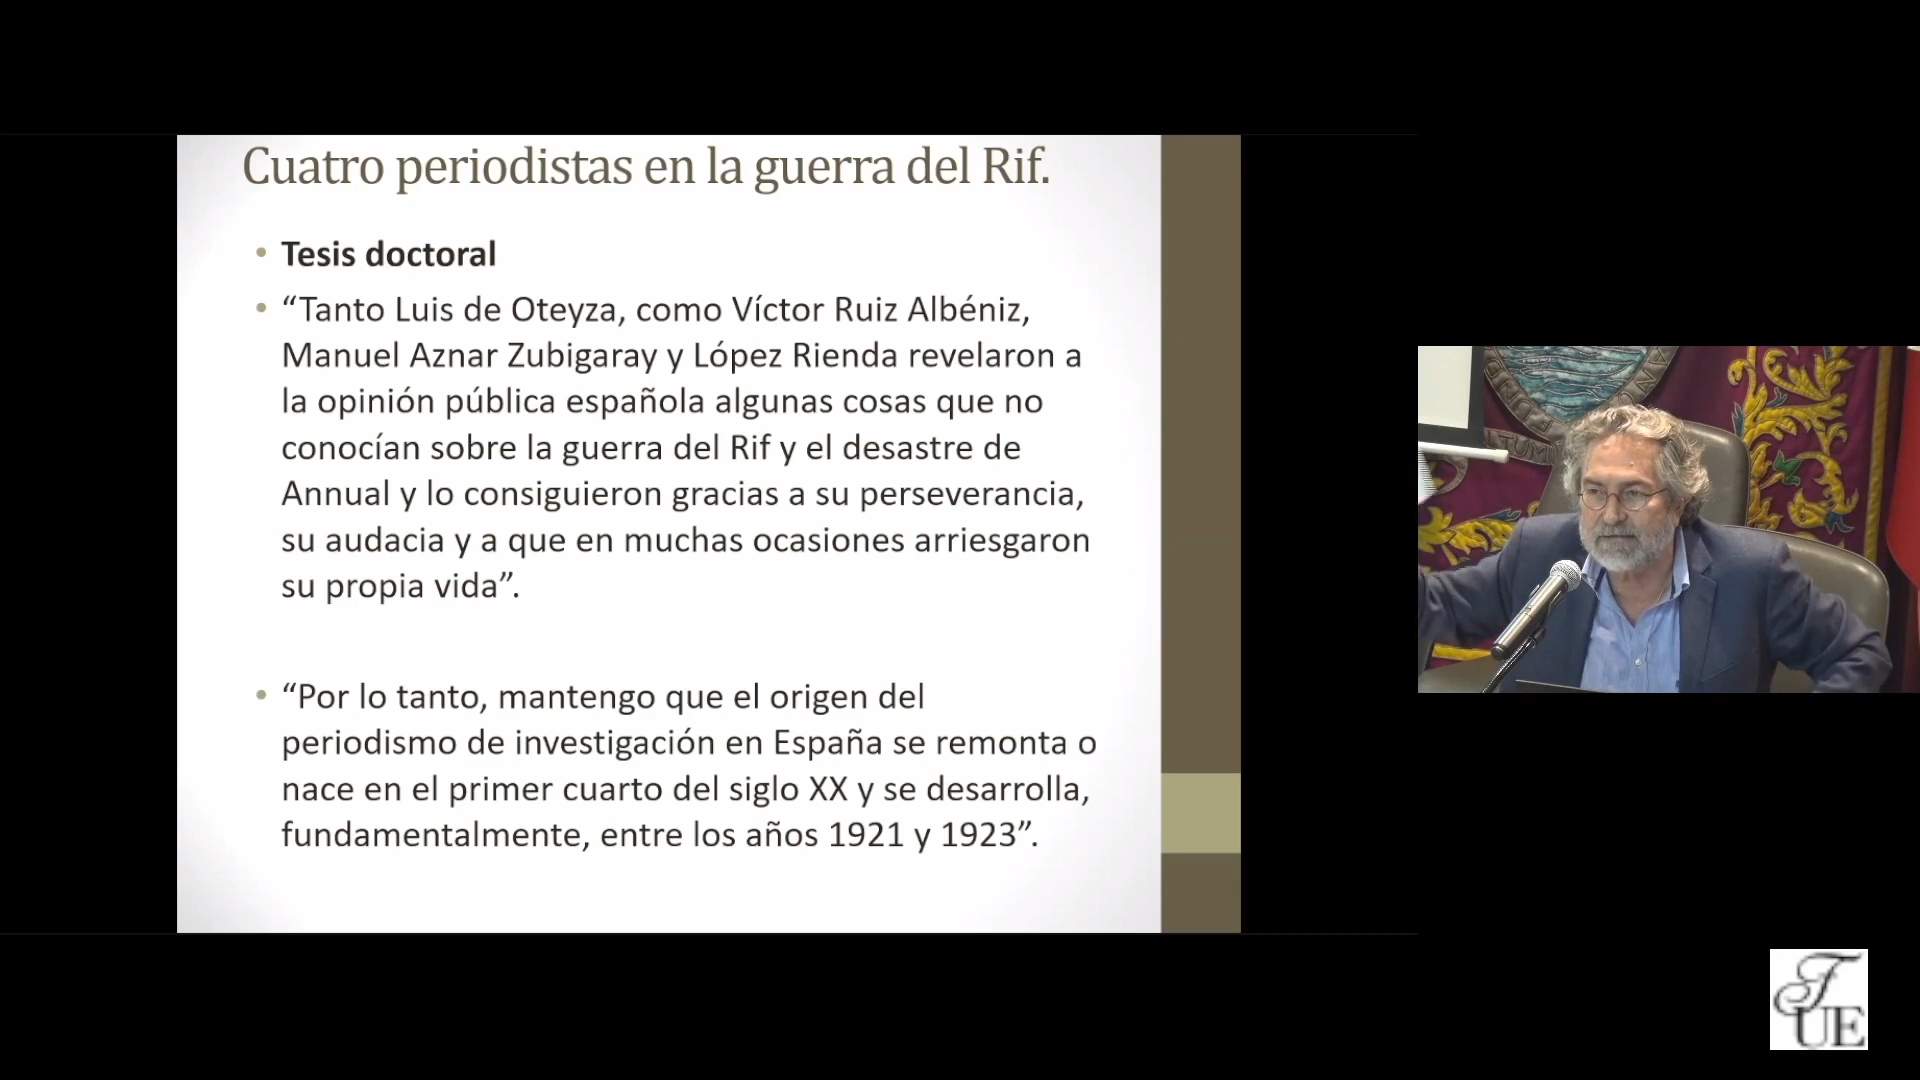 Cuatro periodistas en la guerra del Rif.
• Tesis doctoral
• “Tanto Luis de Oteyza, como Víctor Ruiz Albéniz,
Manuel Aznar Zubigaray y López Rienda revelaron a
la opinión pública española algunas cosas que no
conocían sobre la guerra del Rif y el desastre de
Annual y lo consiguieron gracias a su perseverancia,
su audacia y a que en muchas ocasiones arriesgaron
su propia vida”.
• “Por lo tanto, mantengo que el origen del
periodismo de investigación en España se remonta o
nace en el primer cuarto del siglo XX y se desarrolla,
fundamentalmente, entre los años 1921 y 1923”.
TUE